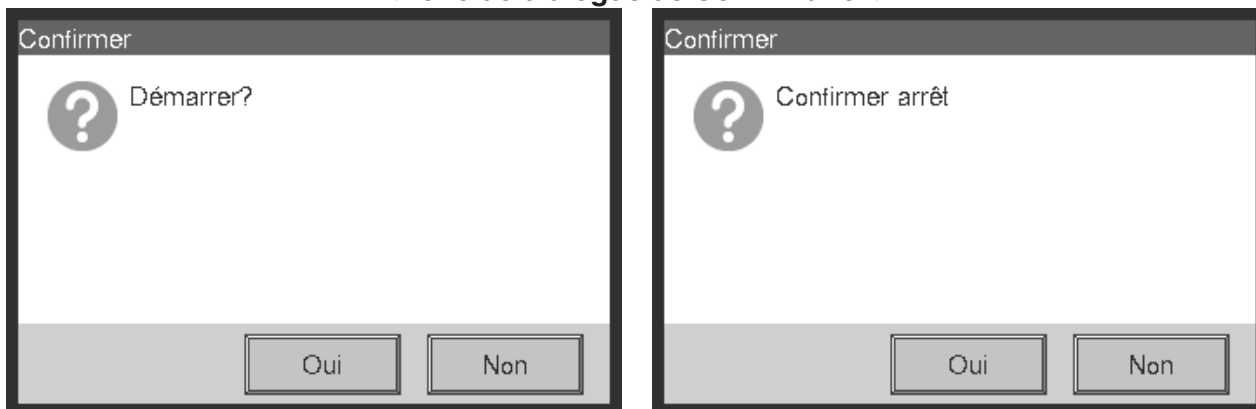 Confirmer
Démarrer?
Oui
Non
Confirmer
Confirmer arrêt
Oui
Non